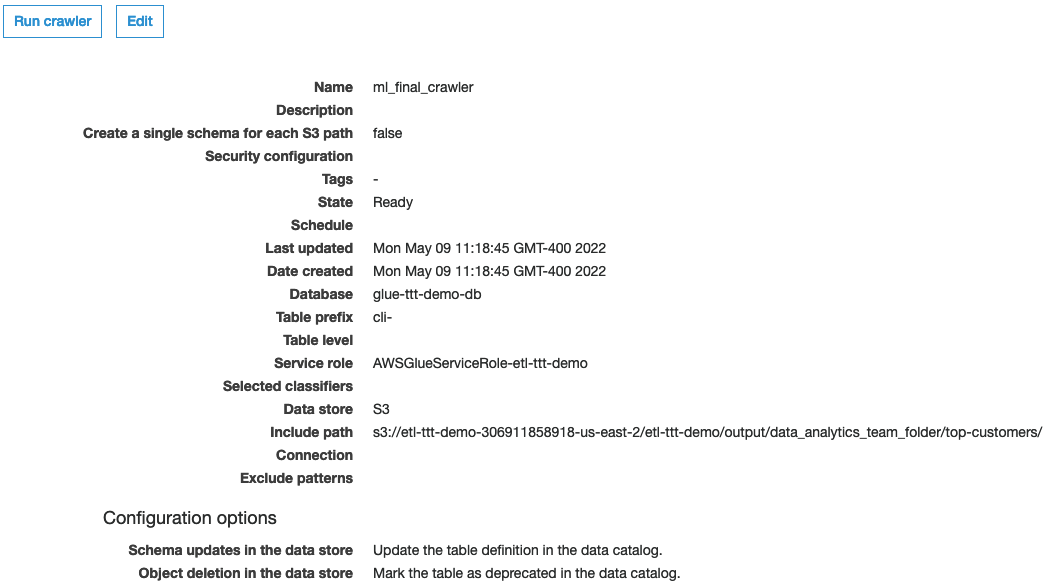 Run crawler Edit
Name ml_final_crawler
Description
Create a single schema for each S3 path false
Security configuration
Tags -
State Ready
Schedule
Last updated Mon May 09 11:18:45 GMT-400 2022
Date created Mon May 09 11:18:45 GMT-400 2022
Database glue-ttt-demo-db
Table prefix cli-
Table level
Service role AWSGlueServiceRole-etl-ttt-demo
Selected classifiers
Data store S3
Include path s3://etl-ttt-demo-306911858918-us-east-2/etl-ttt-demo/output/data_analytics_team_folder/top-customers/
Connection
Exclude patterns
Configuration options
Schema updates in the data store Update the table definition in the data catalog.
Object deletion in the data store Mark the table as deprecated in the data catalog.